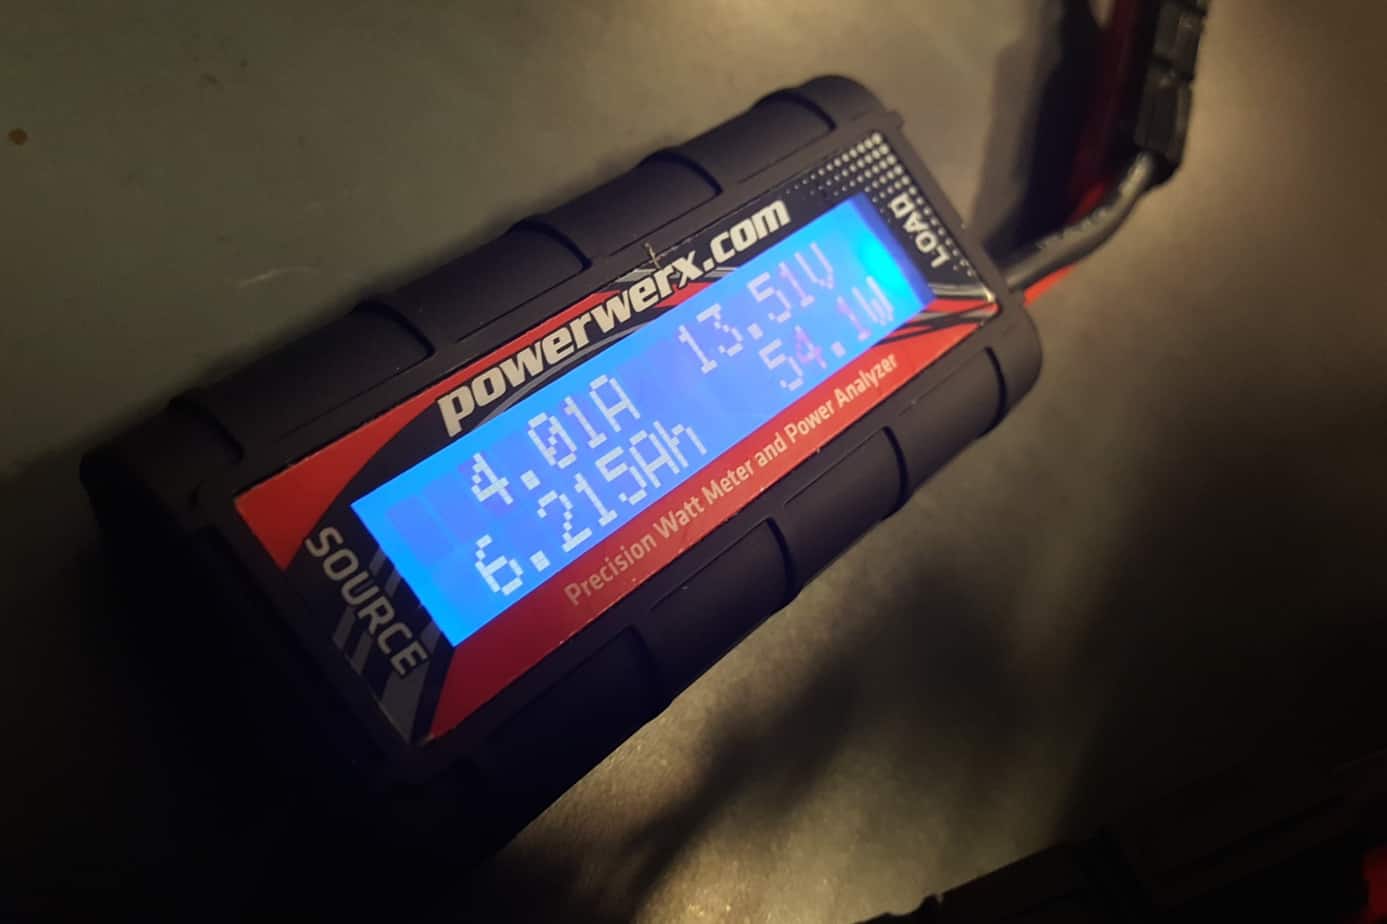 powerwerx.com
LOAD
4.01A 13.51V
6.215Ah 54.1W
SOURCE
Precision Watt Meter and Power Analyzer